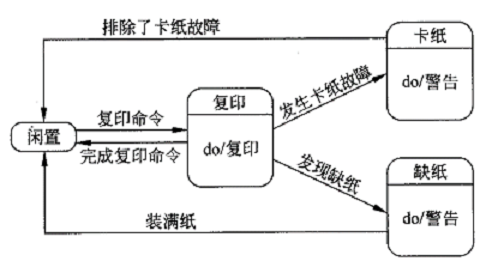 排除了卡纸故障
卡纸
do/警告
复印
发生卡纸故障
复印命令
闲置
do/复印
完成复印命令
发现缺纸
缺纸
装满纸
do/警告